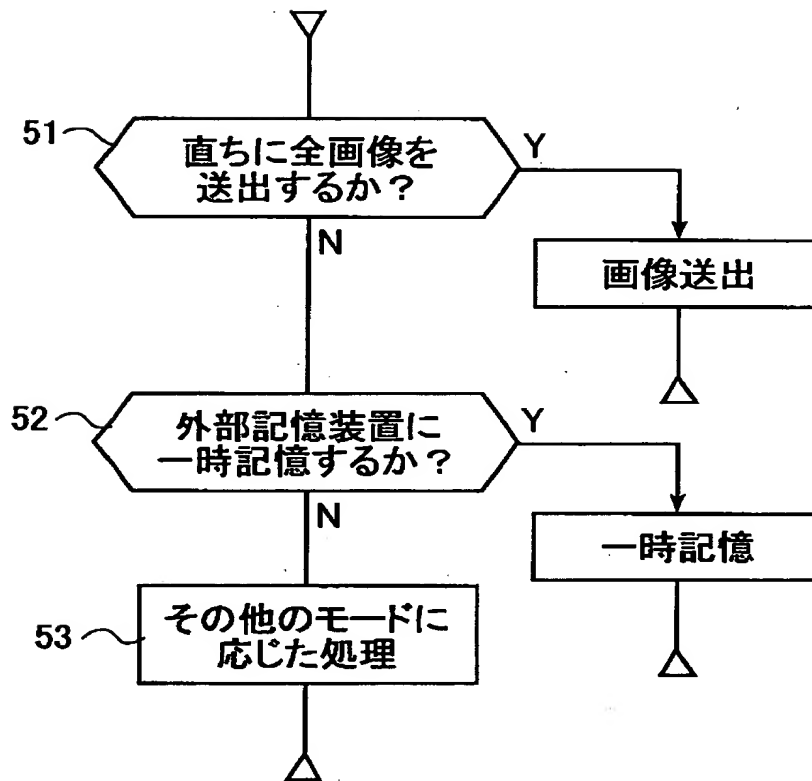 51
直ちに全画像を
送出するか？
Y
N
画像送出
52
外部記憶装置に
一時記憶するか？
Y
N
一時記憶
53
その他のモードに
応じた処理